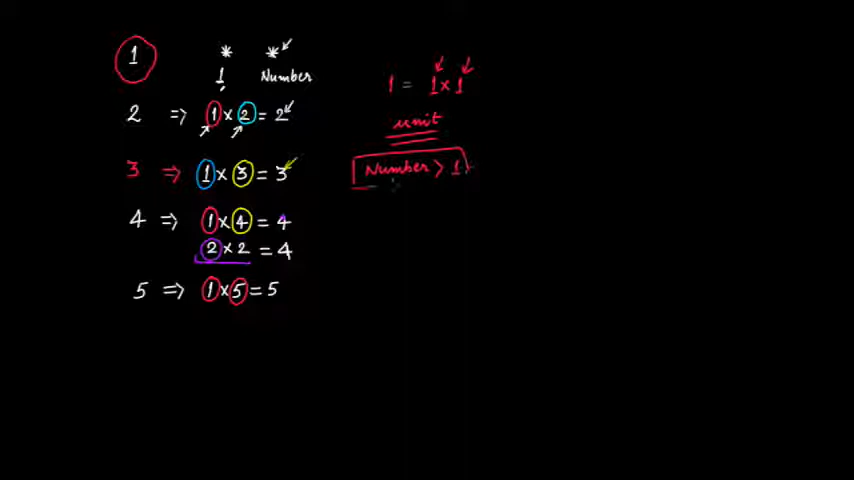 1
* *
1 Number
2 => 1 x 2 = 2
3 => 1 x 3 = 3
4 => 1 x 4 = 4
2 x 2 = 4
5 => 1 x 5 = 5
1 = 1 x 1
unit
Number > 1